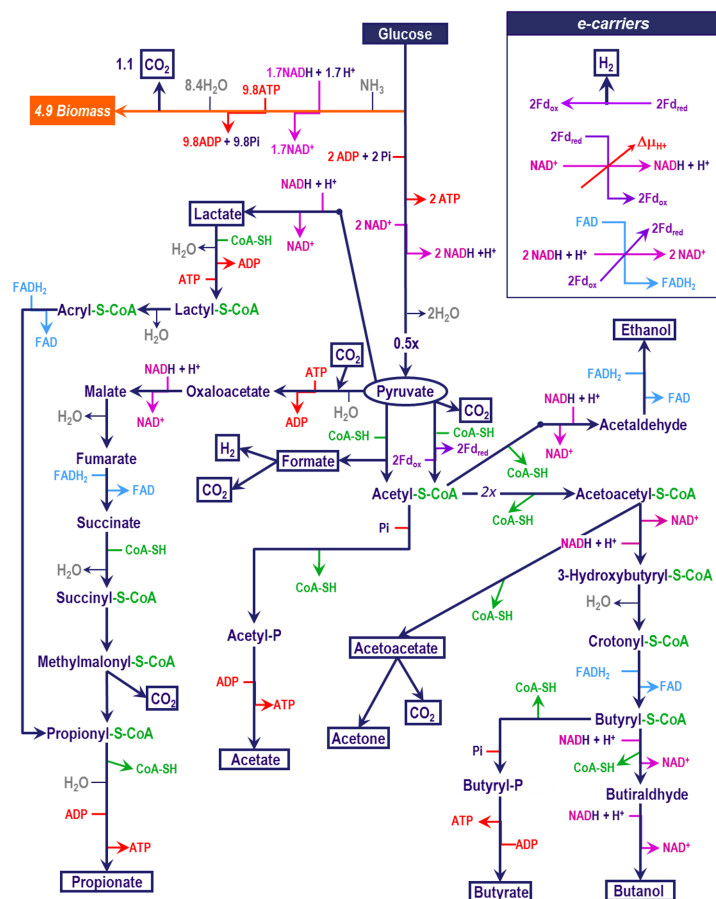 Glucose
e-carriers
1.1 CO₂
8.4H₂O
9.8ATP
1.7NADH + 1.7 H⁺
NH₃
4.9 Biomass
9.8ADP + 9.8Pi
1.7NAD⁺
H₂
2Fd_ox
2Fd_red
2Fd_red
ΔμH+
NAD⁺
NADH + H⁺
2Fd_ox
FAD
2Fd_red
2 NADH + H⁺
2 NAD⁺
2Fd_ox
FADH₂
2 ADP + 2 Pi
2 ATP
2 NAD⁺
2 NADH +H⁺
2H₂O
0.5x
NADH + H⁺
Lactate
NAD⁺
H₂O
CoA-SH
ADP
ATP
FADH₂
Acryl-S-CoA
Lactyl-S-CoA
H₂O
FAD
Ethanol
FADH₂
FAD
NADH + H⁺
Acetaldehyde
NAD⁺
CoA-SH
CO₂
NADH + H⁺
ATP
Malate
Oxaloacetate
Pyruvate
NAD⁺
ADP
H₂O
CO₂
H₂O
CoA-SH
CoA-SH
Fumarate
H₂
Formate
2Fd_ox
2Fd_red
CO₂
FADH₂
FAD
Acetyl-S-CoA
2x
Acetoacetyl-S-CoA
CoA-SH
Succinate
Pi
NAD⁺
CoA-SH
NADH + H⁺
H₂O
CoA-SH
CoA-SH
3-Hydroxybutyryl-S-CoA
Succinyl-S-CoA
H₂O
Acetyl-P
Acetoacetate
Crotonyl-S-CoA
Methylmalonyl-S-CoA
FADH₂
FAD
CO₂
ADP
ATP
CO₂
CoA-SH
Propionyl-S-CoA
Acetone
Butyryl-S-CoA
CoA-SH
Acetate
Pi
NADH + H⁺
CoA-SH
NAD⁺
H₂O
Butyryl-P
Butiraldhyde
ADP
ATP
ATP
ADP
NADH + H⁺
NAD⁺
Propionate
Butyrate
Butanol